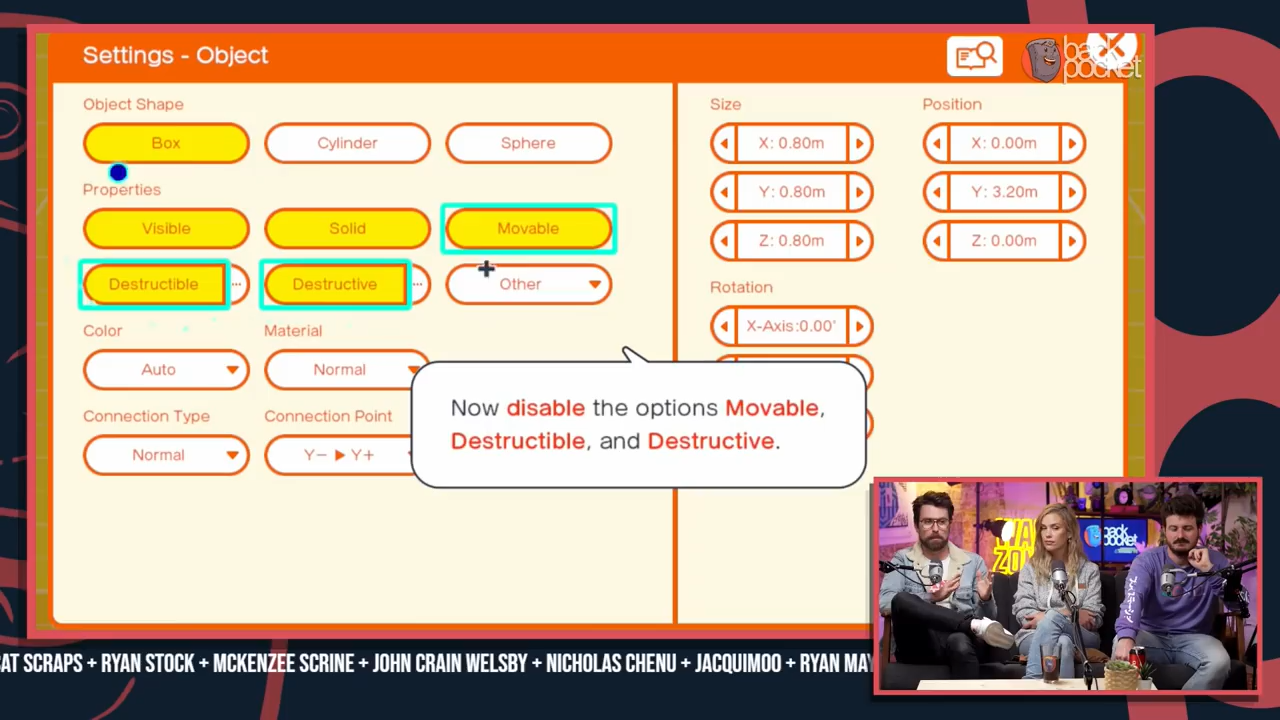 Settings - Object
back
pocket
Object Shape
Box
Cylinder
Sphere
Properties
Visible
Solid
Movable
Destructible
...
Destructive
...
Other
Color
Material
Auto
Normal
Connection Type
Connection Point
Normal
Y− ▶ Y+
Size
Position
X: 0.80m
X: 0.00m
Y: 0.80m
Y: 3.20m
Z: 0.80m
Z: 0.00m
Rotation
X-Axis:0.00°
Now disable the options Movable,
Destructible, and Destructive.
back
pocket
AT SCRAPS + RYAN STOCK + MCKENZEE SCRINE + JOHN CRAIN WELSBY + NICHOLAS CHENU + JACQUIMOO + RYAN MAY